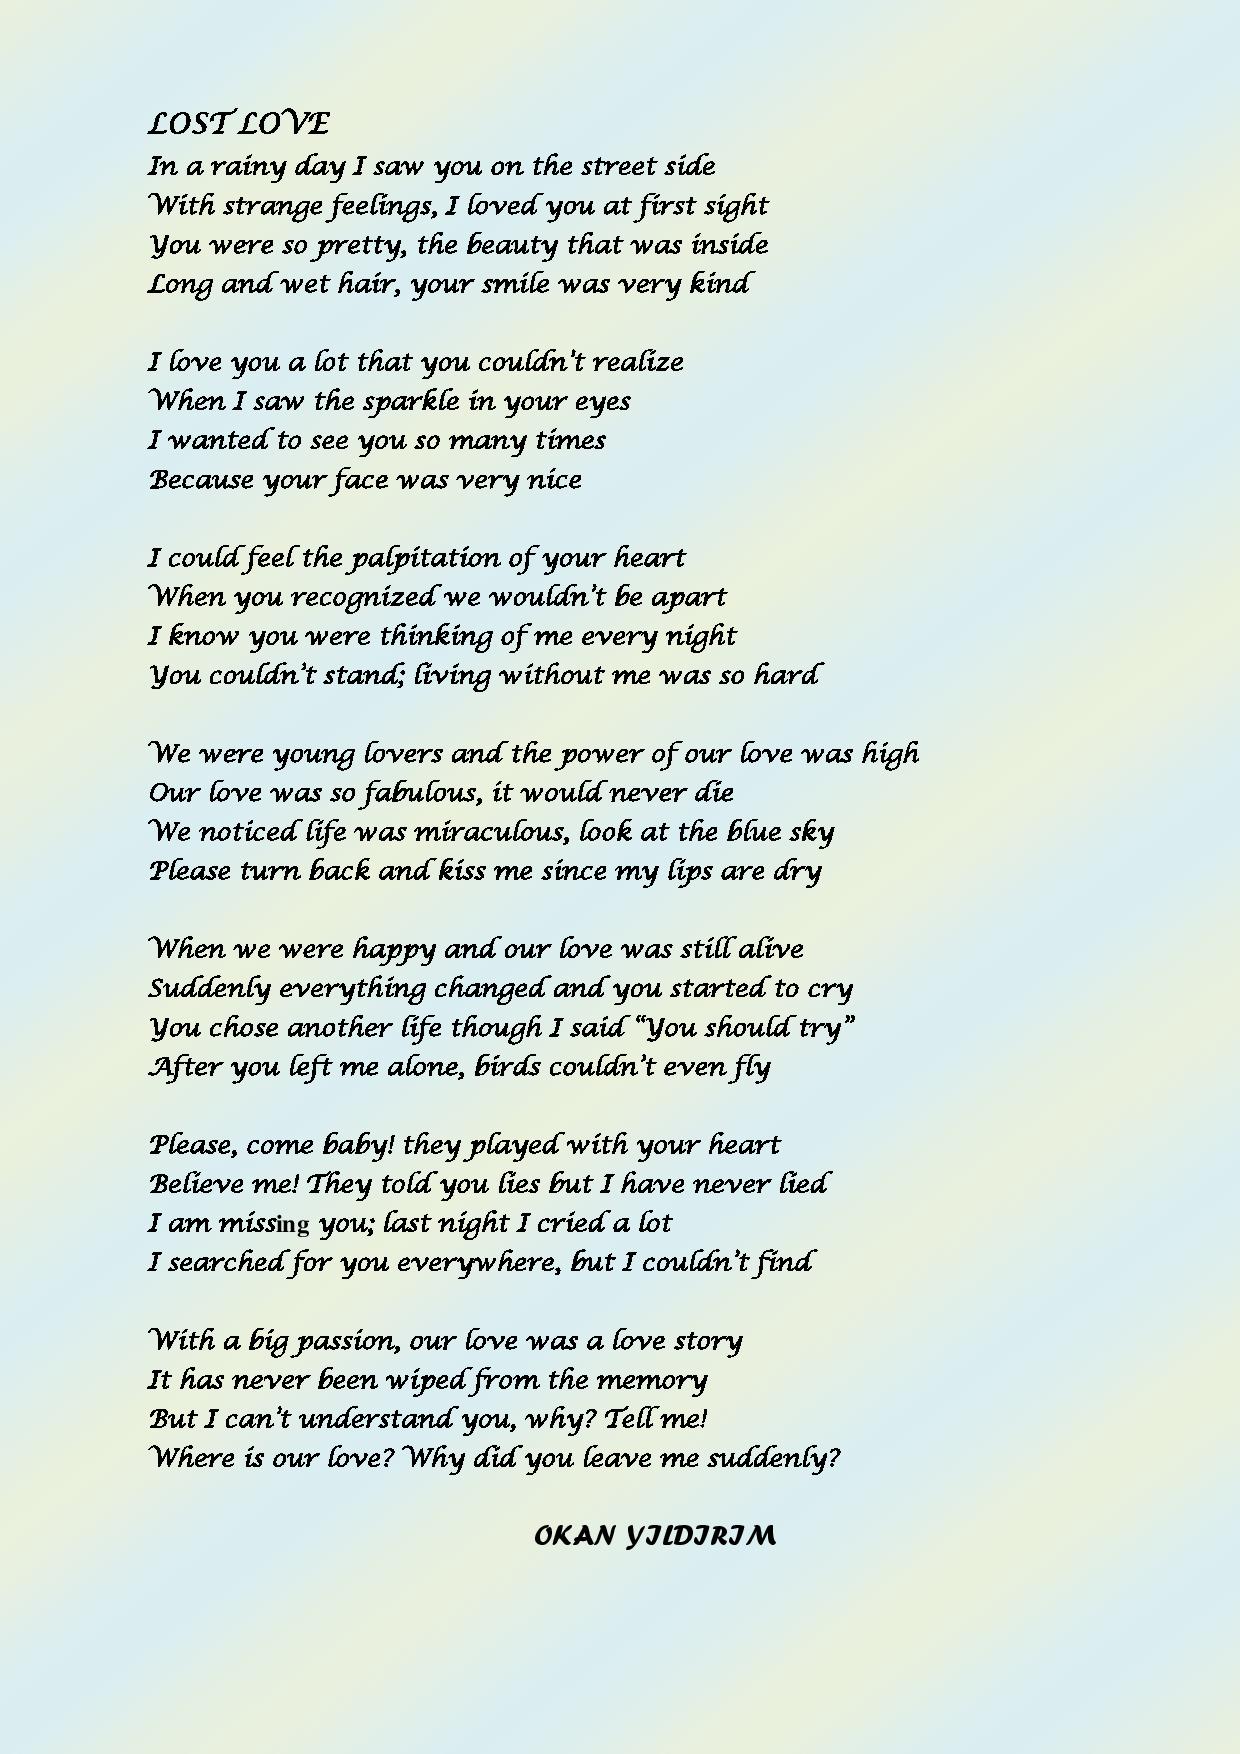 LOST LOVE
In a rainy day I saw you on the street side
With strange feelings, I loved you at first sight
You were so pretty, the beauty that was inside
Long and wet hair, your smile was very kind
I love you a lot that you couldn't realize
When I saw the sparkle in your eyes
I wanted to see you so many times
Because your face was very nice
I could feel the palpitation of your heart
When you recognized we wouldn't be apart
I know you were thinking of me every night
You couldn't stand; living without me was so hard
We were young lovers and the power of our love was high
Our love was so fabulous, it would never die
We noticed life was miraculous, look at the blue sky
Please turn back and kiss me since my lips are dry
When we were happy and our love was still alive
Suddenly everything changed and you started to cry
You chose another life though I said “You should try”
After you left me alone, birds couldn't even fly
Please, come baby! they played with your heart
Believe me! They told you lies but I have never lied
I am missing you; last night I cried a lot
I searched for you everywhere, but I couldn't find
With a big passion, our love was a love story
It has never been wiped from the memory
But I can't understand you, why? Tell me!
Where is our love? Why did you leave me suddenly?
OKAN YILDIRIM